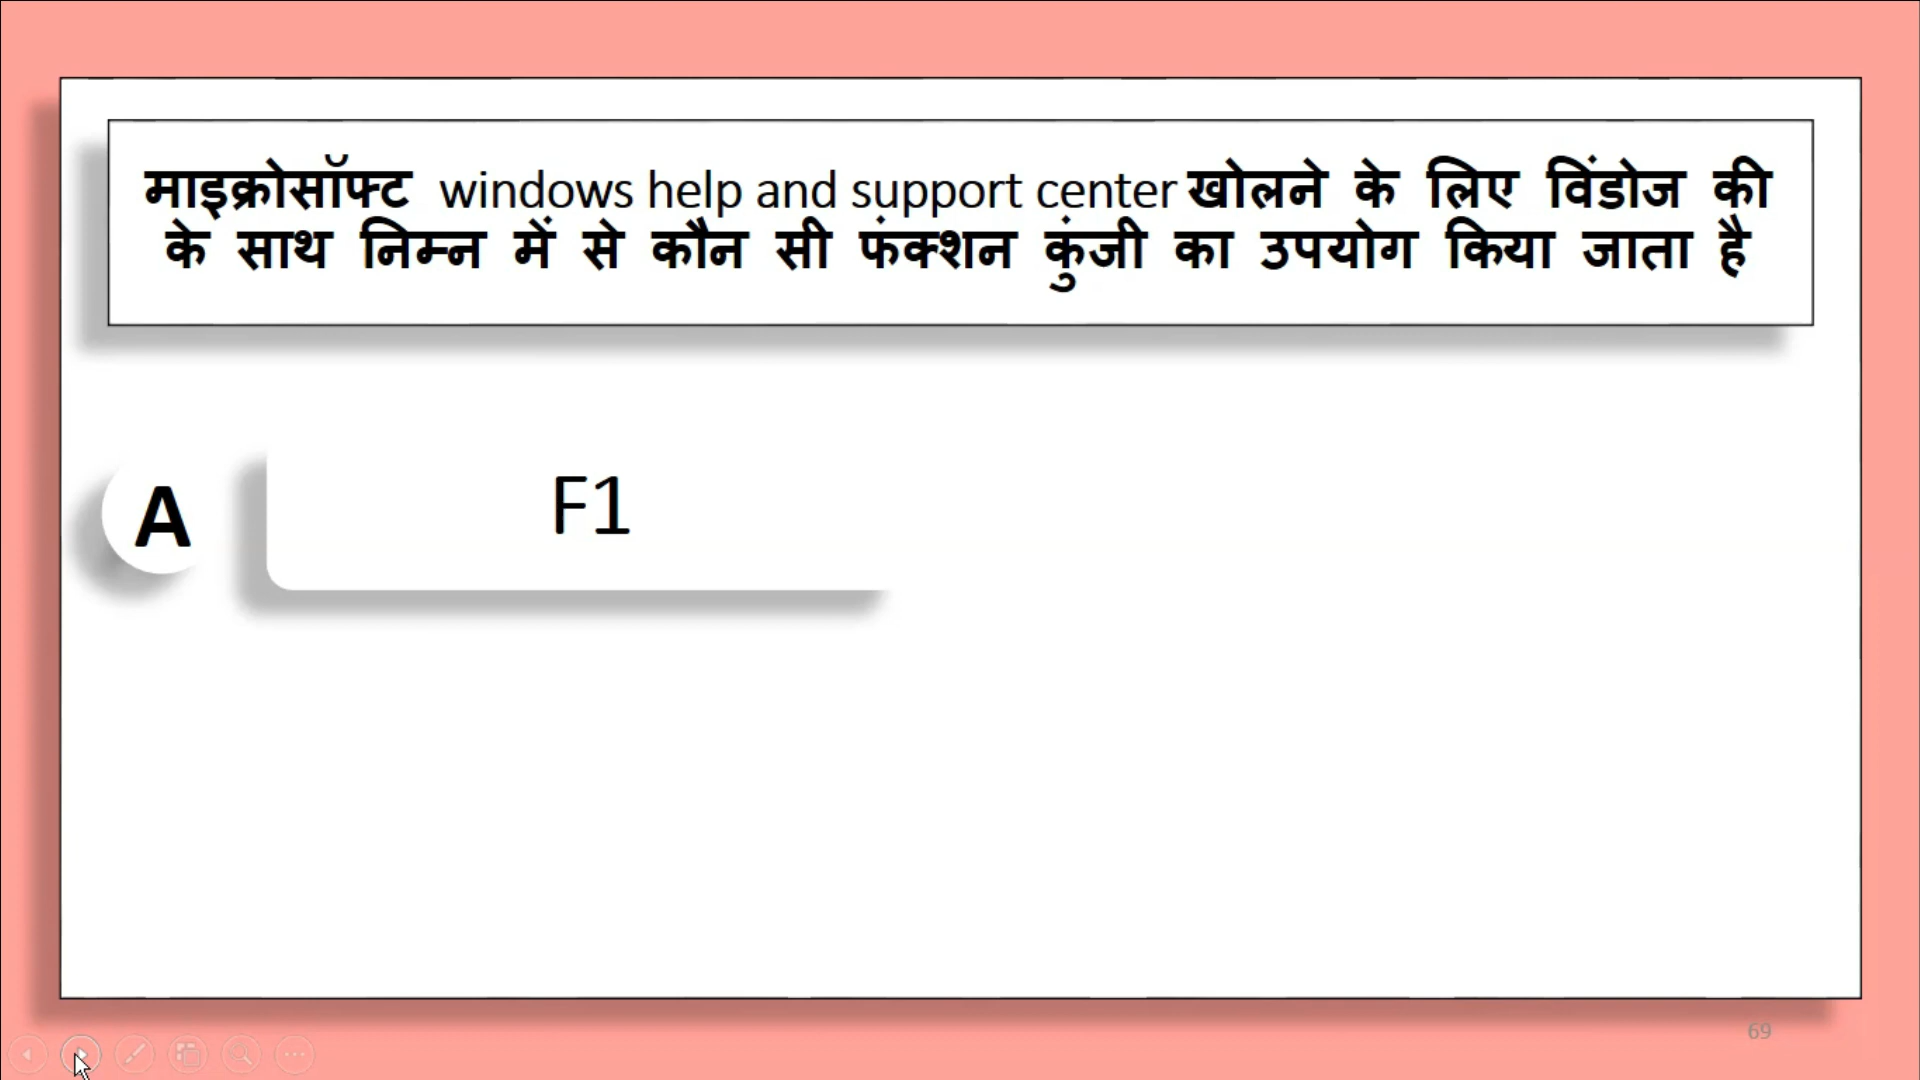 माइक्रोसॉफ्ट windows help and support center खोलने के लिए विंडोज की
के साथ निम्न में से कौन सी फंक्शन कुंजी का उपयोग किया जाता है
A
F1
69